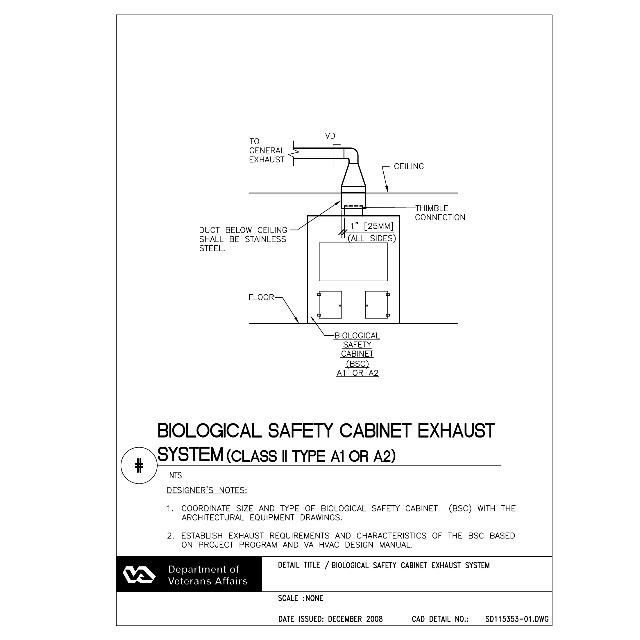 TO
GENERAL
EXHAUST
VD
CEILING
THIMBLE
CONNECTION
1" [25MM]
(ALL SIDES)
DUCT BELOW CEILING
SHALL BE STAINLESS
STEEL.
FLOOR
BIOLOGICAL
SAFETY
CABINET
(BSC)
A1 OR A2
BIOLOGICAL SAFETY CABINET EXHAUST
SYSTEM (CLASS II TYPE A1 OR A2)
#
NTS
DESIGNER'S NOTES:
1. COORDINATE SIZE AND TYPE OF BIOLOGICAL SAFETY CABINET (BSC) WITH THE
ARCHITECTURAL EQUIPMENT DRAWINGS.
2. ESTABLISH EXHAUST REQUIREMENTS AND CHARACTERISTICS OF THE BSC BASED
ON PROJECT PROGRAM AND VA HVAC DESIGN MANUAL.
Department of
Veterans Affairs
DETAIL TITLE / BIOLOGICAL SAFETY CABINET EXHAUST SYSTEM
SCALE :NONE
DATE ISSUED: DECEMBER 2008 CAD DETAIL NO.: SD115353-01.DWG